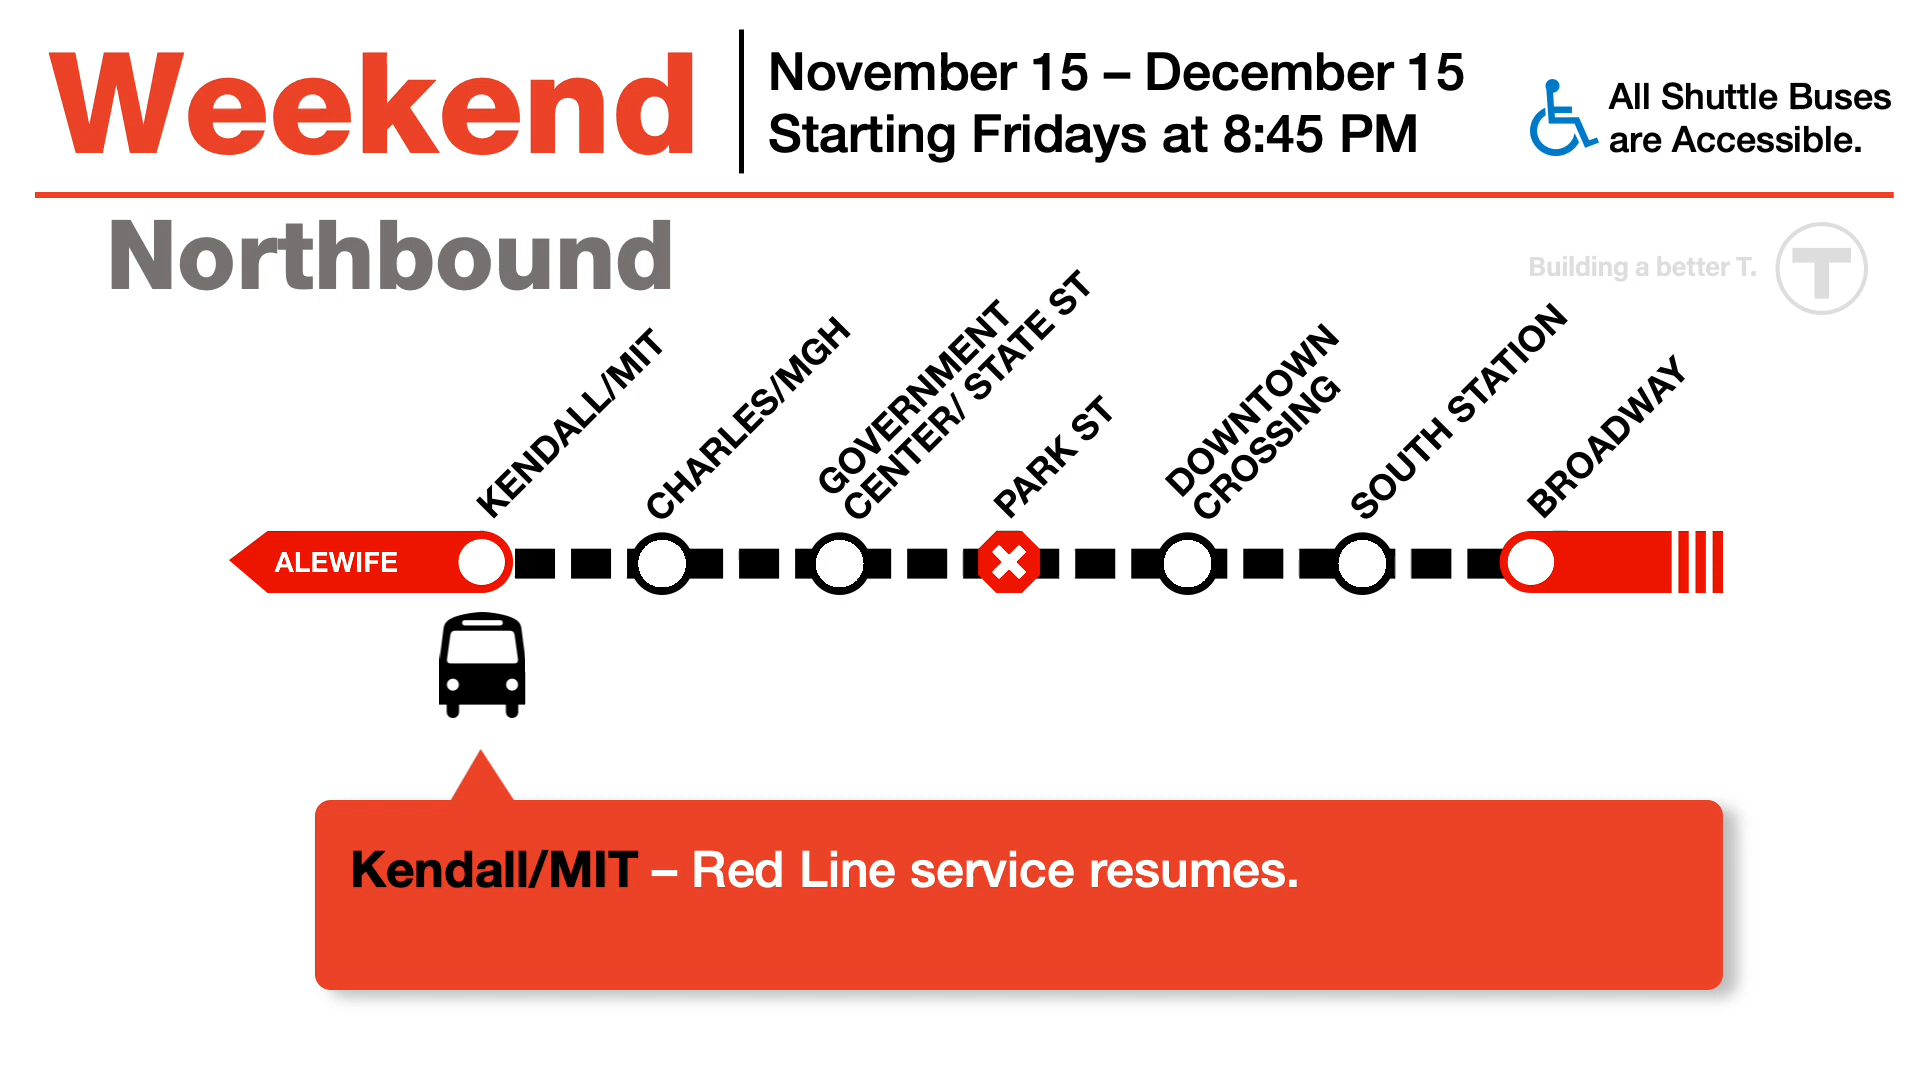 Weekend
November 15 – December 15
Starting Fridays at 8:45 PM
All Shuttle Buses
are Accessible.
Northbound
Building a better T.
T
KENDALL/MIT
CHARLES/MGH
GOVERNMENT
CENTER/ STATE ST
PARK ST
DOWNTOWN
CROSSING
SOUTH STATION
BROADWAY
ALEWIFE
Kendall/MIT – Red Line service resumes.